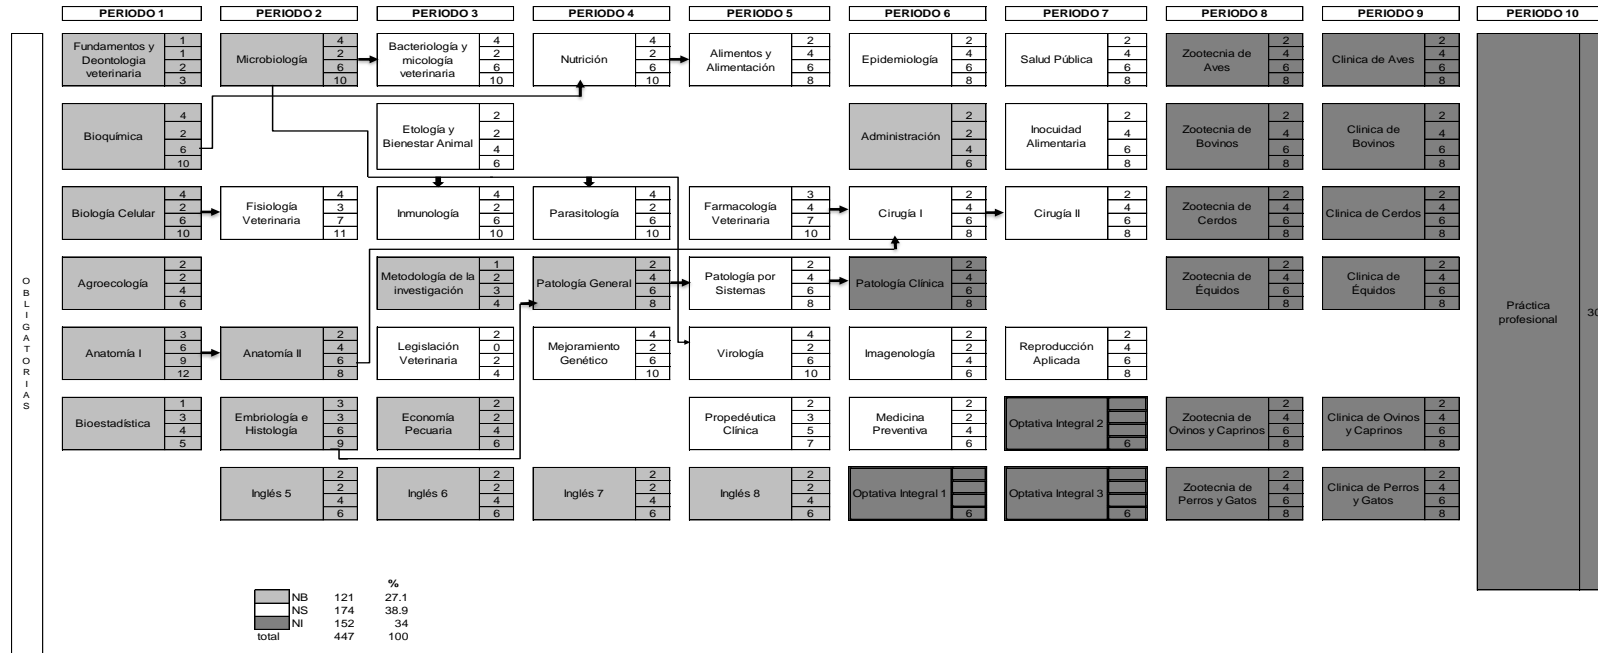 PERIODO 1
PERIODO 2
PERIODO 3
PERIODO 4
PERIODO 5
PERIODO 6
PERIODO 7
PERIODO 8
PERIODO 9
PERIODO 10
OBLIGATORIAS
Fundamentos y
Deontologia
veterinaria
1
1
2
3
Microbiología
4
2
6
10
Bacteriología y
micología
veterinaria
4
2
6
10
Nutrición
4
2
6
10
Alimentos y
Alimentación
2
4
6
8
Epidemiología
2
4
6
8
Salud Pública
2
4
6
8
Zootecnia de
Aves
2
4
6
8
Clinica de Aves
2
4
6
8
Bioquímica
4
2
6
10
Etología y
Bienestar Animal
2
2
4
6
Administración
2
2
4
6
Inocuidad
Alimentaria
2
4
6
8
Zootecnia de
Bovinos
2
4
6
8
Clinica de
Bovinos
2
4
6
8
Biología Celular
4
2
6
10
Fisiología
Veterinaria
4
3
7
11
Inmunología
4
2
6
10
Parasitología
4
2
6
10
Farmacología
Veterinaria
3
4
7
10
Cirugía I
2
4
6
8
Cirugía II
2
4
6
8
Zootecnia de
Cerdos
2
4
6
8
Clinica de Cerdos
2
4
6
8
Agroecología
2
2
4
6
Metodología de la
investigación
1
2
3
4
Patología General
2
4
6
8
Patología por
Sistemas
2
4
6
8
Patología Clínica
2
4
6
8
Zootecnia de
Équidos
2
4
6
8
Clinica de
Équidos
2
4
6
8
Práctica
profesional
30
Anatomía I
3
6
9
12
Anatomía II
2
4
6
8
Legislación
Veterinaria
2
0
2
4
Mejoramiento
Genético
4
2
6
10
Virología
4
2
6
10
Imagenología
2
2
4
6
Reproducción
Aplicada
2
4
6
8
Bioestadística
1
3
4
5
Embriología e
Histología
3
3
6
9
Economía
Pecuaria
2
2
4
6
Propedéutica
Clínica
2
3
5
7
Medicina
Preventiva
2
2
4
6
Optativa Integral 2
6
Zootecnia de
Ovinos y Caprinos
2
4
6
8
Clinica de Ovinos
y Caprinos
2
4
6
8
Inglés 5
2
2
4
6
Inglés 6
2
2
4
6
Inglés 7
2
2
4
6
Inglés 8
2
2
4
6
Optativa Integral 1
6
Optativa Integral 3
6
Zootecnia de
Perros y Gatos
2
4
6
8
Clinica de Perros
y Gatos
2
4
6
8
%
NB 121 27.1
NS 174 38.9
NI 152 34
total 447 100